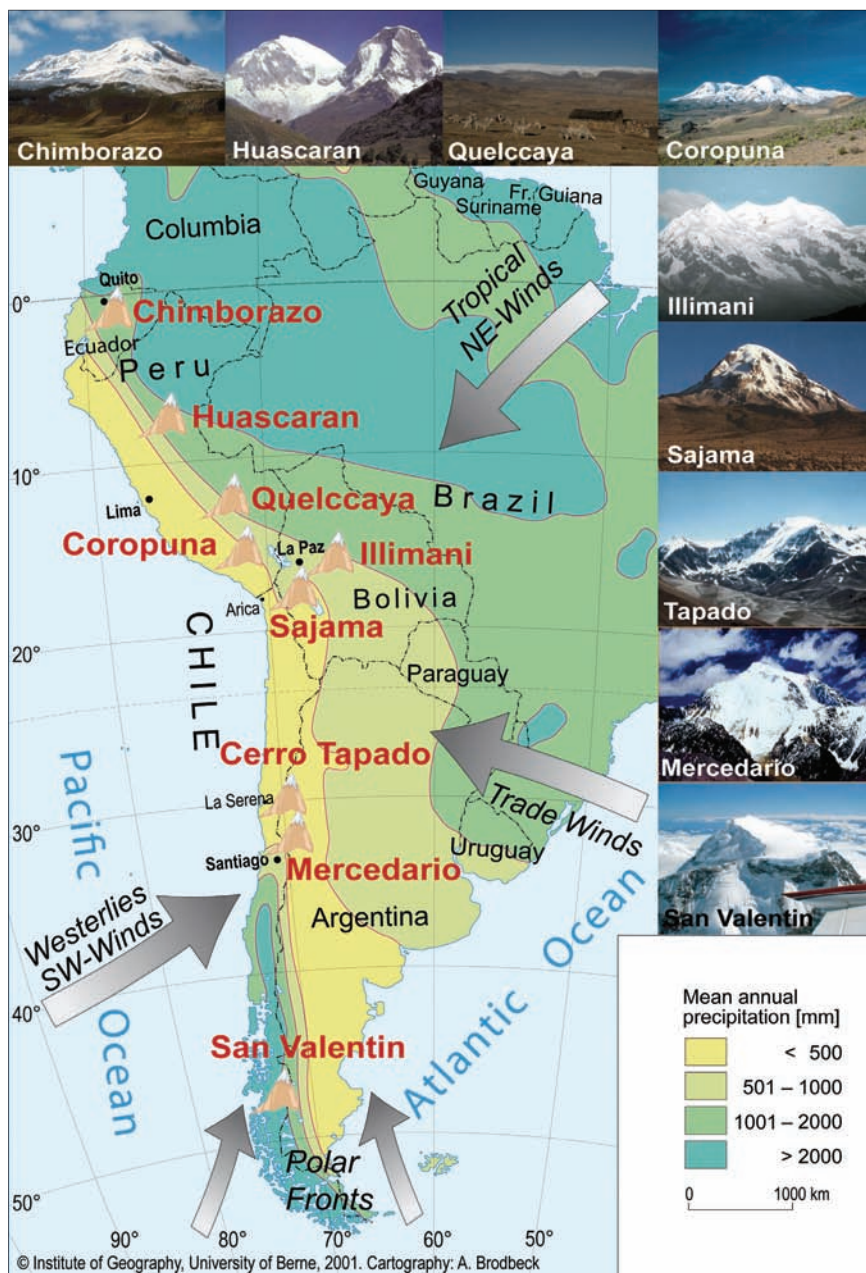 Chimborazo
Huascaran
Quelccaya
Coropuna
Illimani
Sajama
Tapado
Mercedario
San Valentin
Guyana
Suriname
Fr. Guiana
Columbia
Quito
Tropical
NE-Winds
0°
Chimborazo
Ecuador
Peru
Huascaran
10°
Brazil
Quelccaya
Lima
Coropuna
La Paz
Illimani
Bolivia
Arica
Sajama
20°
CHILE
Paraguay
Cerro Tapado
Pacific
Ocean
La Serena
Trade Winds
30°
Uruguay
Santiago
Mercedario
Argentina
Westerlies
SW-Winds
Atlantic Ocean
40°
San Valentin
Polar
Fronts
50°
90°
80°
70°
60°
50°
Mean annual
precipitation [mm]
< 500
501 – 1000
1001 – 2000
> 2000
0 1000 km
© Institute of Geography, University of Berne, 2001. Cartography: A. Brodbeck